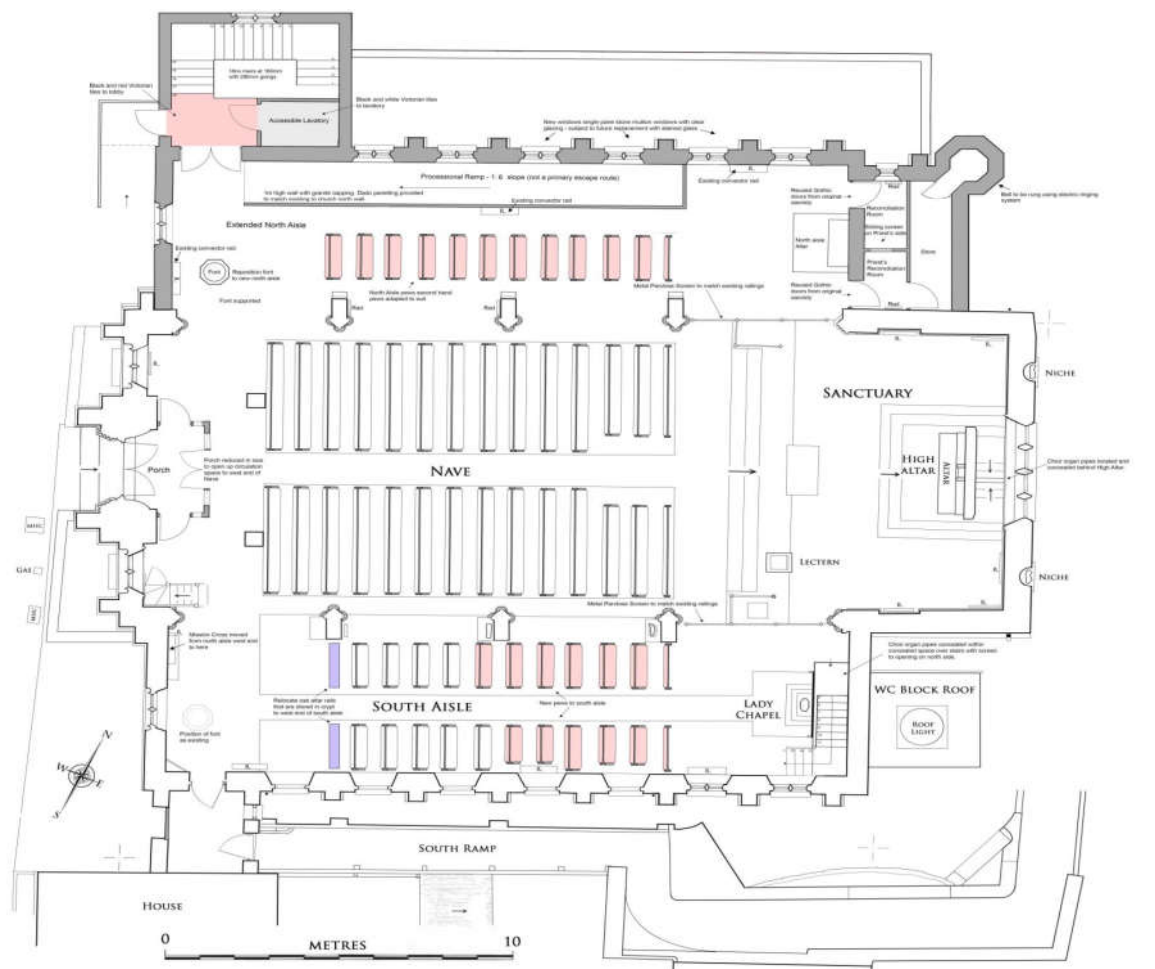 16no risers at 169mm
with 286mm goings
Black and red Victorian
tiles to lobby
Black and white Victorian tiles
to lavatory
Accessible Lavatory
New windows single pane stone mullion windows with clear
glazing - subject to future replacement with stained glass
Processional Ramp - 1: 6 slope (not a primary escape route)
1m high wall with granite capping. Dado panelling provided
to match existing to church north wall.
Existing convector rad
Existing convector rad
Extended North Aisle
Existing convector rad
Font
Reposition font
to new north aisle
Font supported
North Aisle pews second hand
pews adapted to suit
Rad
Rad
Metal Parclose Screen to match existing railings
North aisle
Altar
Reused Gothic
doors from original
sacristy
Rad
Reconciliation
Room
Priest's
Reconciliation
Room
Reused Gothic
doors from original
sacristy
Rad
Store
Bell to be rung using electric ringing
system
R.
R.
R.
R.
R.
SANCTUARY
NICHE
HIGH
ALTAR
ALTAR
Choir organ pipes located and
concealed behind High Altar
NAVE
Porch
Porch reduced in size
to open up circulation
space to west end of
Nave
MHC
GAS
LECTERN
NICHE
R.
R.
Metal Parclose Screen to match existing railings
Mission Cross moved
from north aisle west end
to here
Relocate oak altar rails
that are stored in crypt
to west end of south aisle
SOUTH AISLE
New pews to south aisle
LADY
CHAPEL
Choir organ pipes concealed within
concealed space over stairs with screen
to opening on north side.
WC BLOCK ROOF
ROOF
LIGHT
Position of font
as existing
R.
R.
R.
N
W
E
S
SOUTH RAMP
HOUSE
0
METRES
10